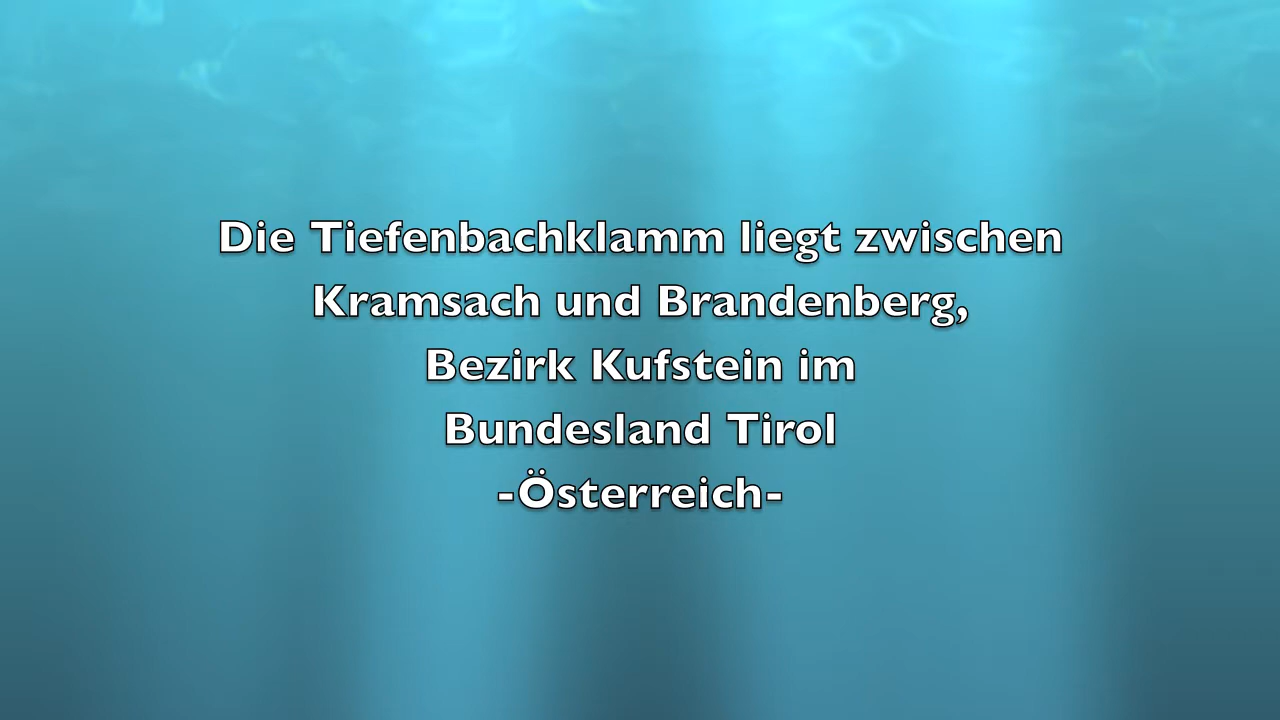 Die Tiefenbachklamm liegt zwischen
Kramsach und Brandenberg,
Bezirk Kufstein im
Bundesland Tirol
-Österreich-